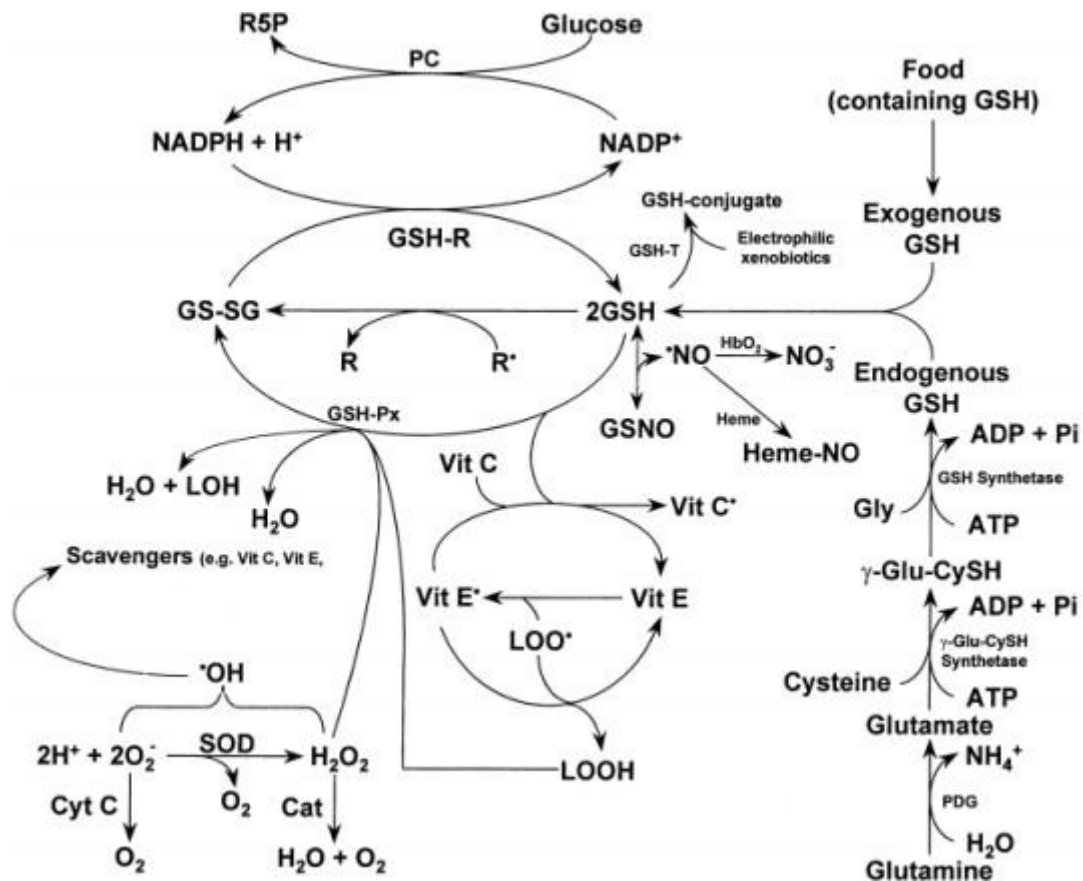 R5P
Glucose
PC
Food
(containing GSH)
NADPH + H⁺
NADP⁺
GSH-conjugate
Exogenous
GSH
GSH-R
GSH-T
Electrophilic
xenobiotics
GS-SG
2GSH
R
R•
•NO
HbO₂
NO₃⁻
Endogenous
GSH
GSH-Px
GSNO
Heme
Heme-NO
ADP + Pi
H₂O + LOH
Vit C
GSH Synthetase
H₂O
Vit C•
Gly
ATP
Scavengers (e.g. Vit C, Vit E,
γ-Glu-CySH
Vit E•
Vit E
ADP + Pi
LOO•
γ-Glu-CySH
Synthetase
•OH
Cysteine
ATP
Glutamate
2H⁺ + 2O₂⁻
SOD
H₂O₂
LOOH
NH₄⁺
O₂
Cyt C
Cat
PDG
H₂O
O₂
H₂O + O₂
Glutamine